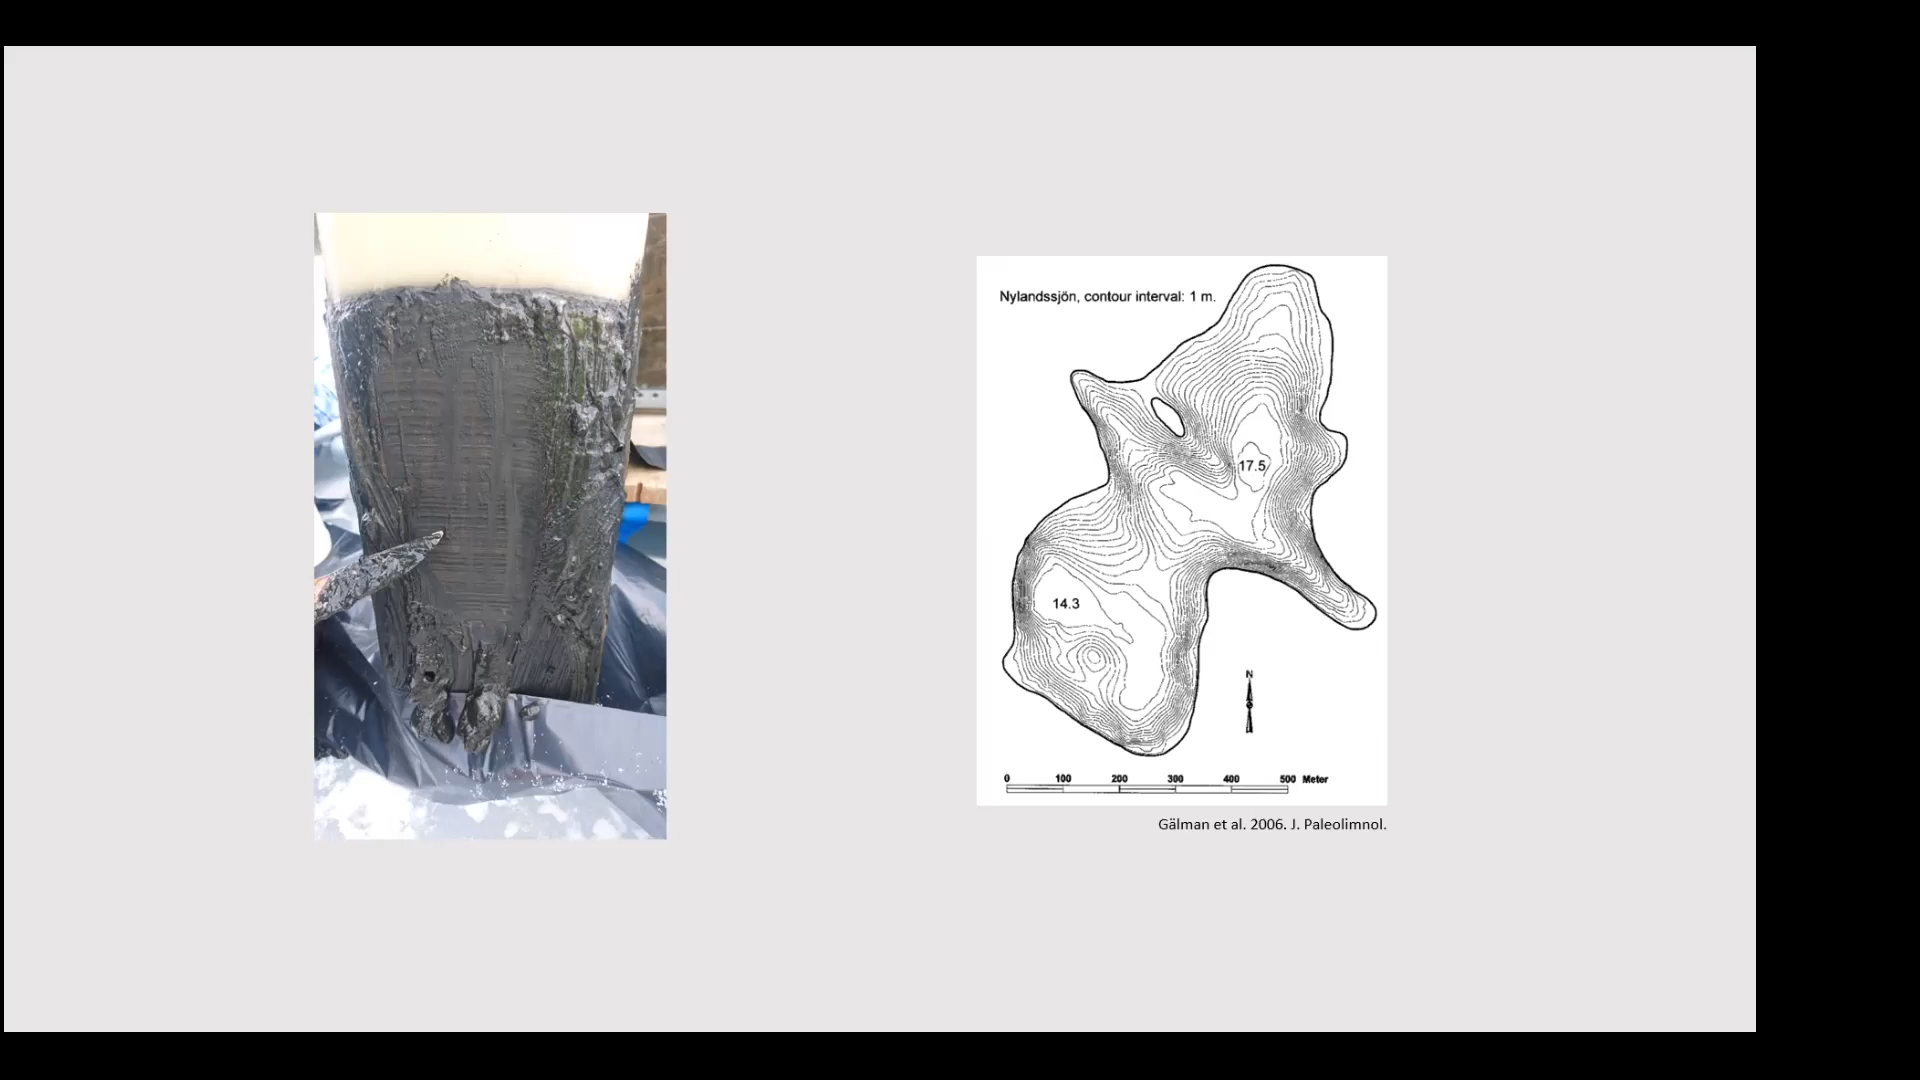 Nylandssjön, contour interval: 1 m.
17.5
14.3
N
0 100 200 300 400 500 Meter
Gälman et al. 2006. J. Paleolimnol.